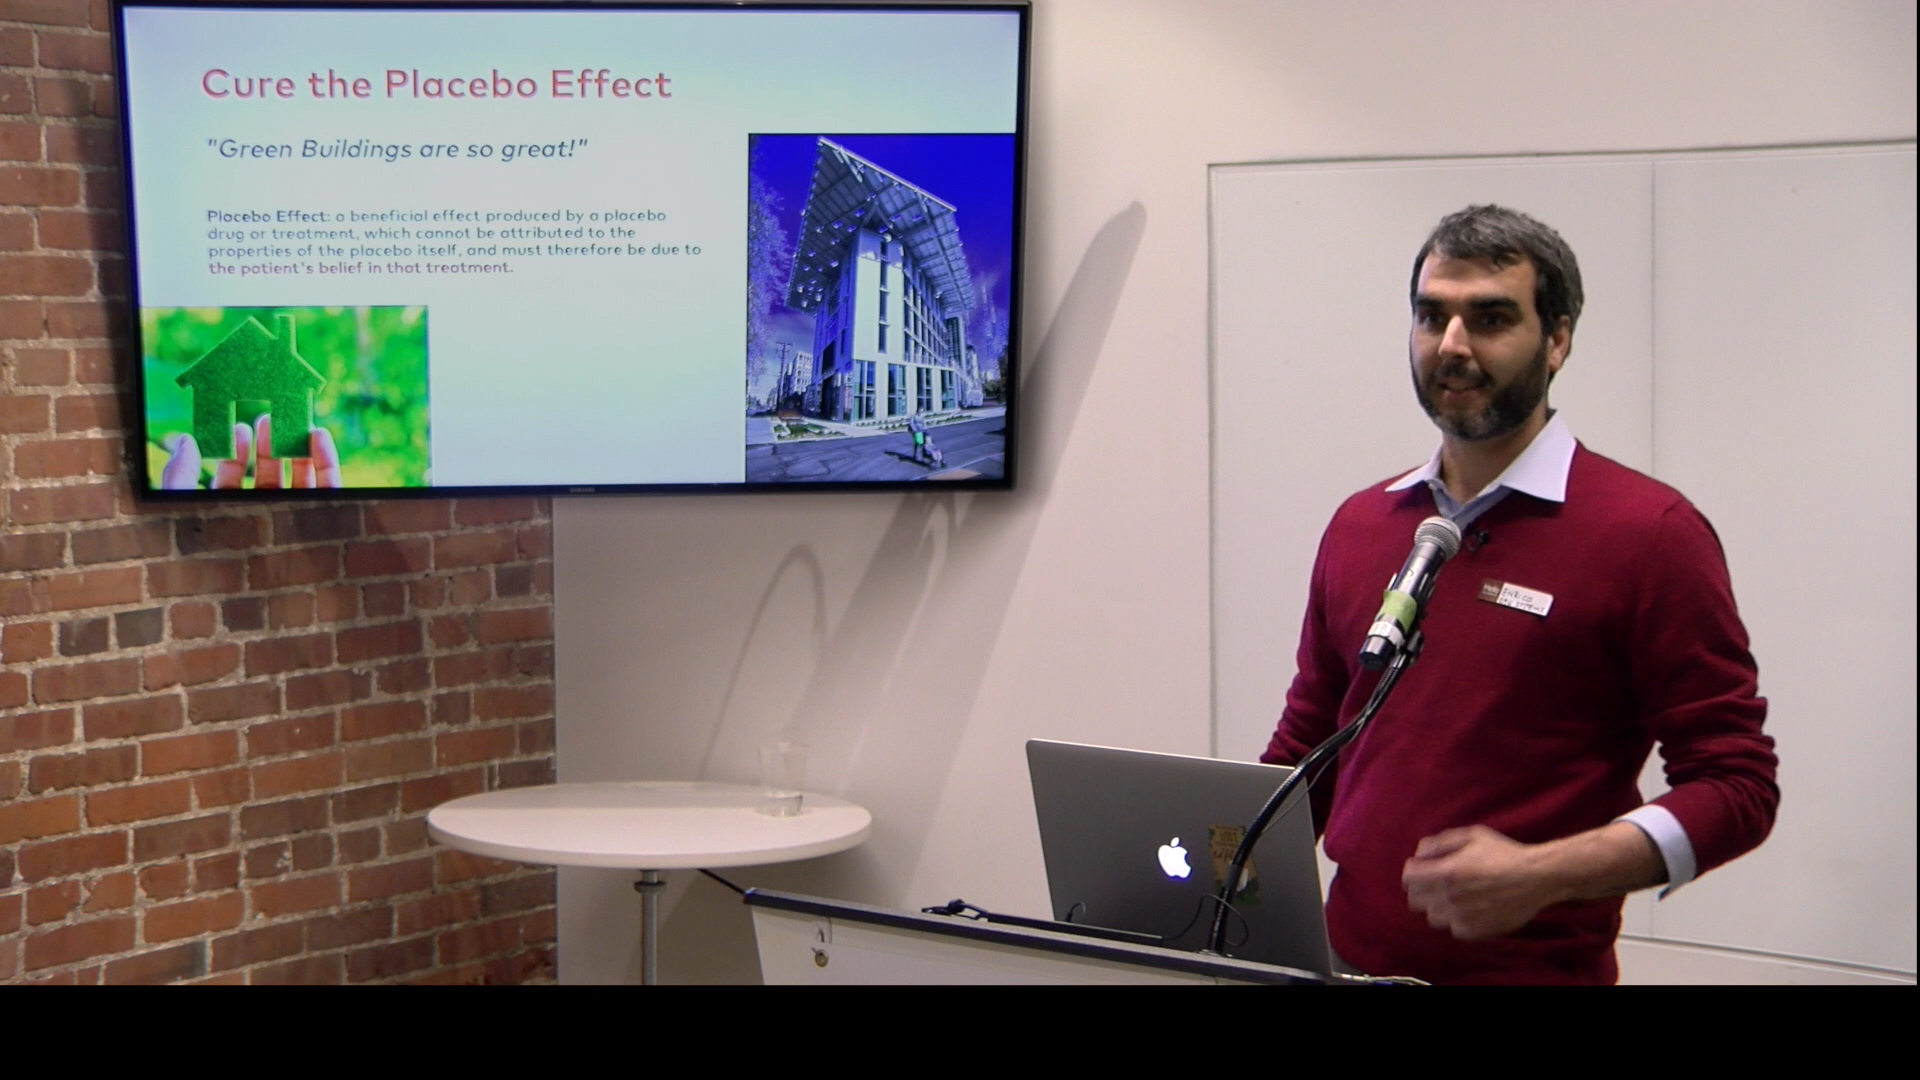 Cure the Placebo Effect
"Green Buildings are so great!"
Placebo Effect: a beneficial effect produced by a placebo
drug or treatment, which cannot be attributed to the
properties of the placebo itself, and must therefore be due to
the patient's belief in that treatment.
SAMSUNG
ENRICO